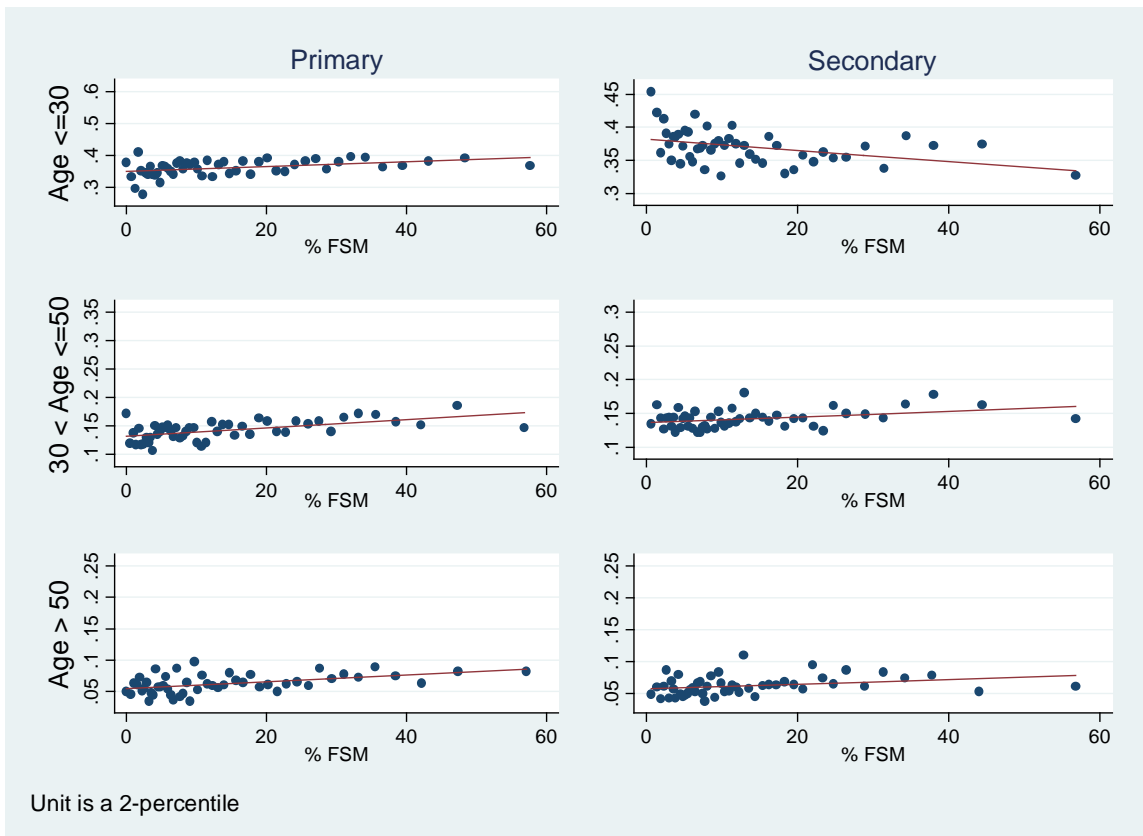 Primary
Secondary
Age <=30
.3 .4 .5 .6
0 20 40 60
% FSM
.3 .35 .4 .45
0 20 40 60
% FSM
30 < Age <=50
.1 .15 .2 .25 .3 .35
0 20 40 60
% FSM
.1 .15 .2 .25 .3
0 20 40 60
% FSM
Age > 50
.05 .1 .15 .2 .25
0 20 40 60
% FSM
.05 .1 .15 .2 .25
0 20 40 60
% FSM
Unit is a 2-percentile